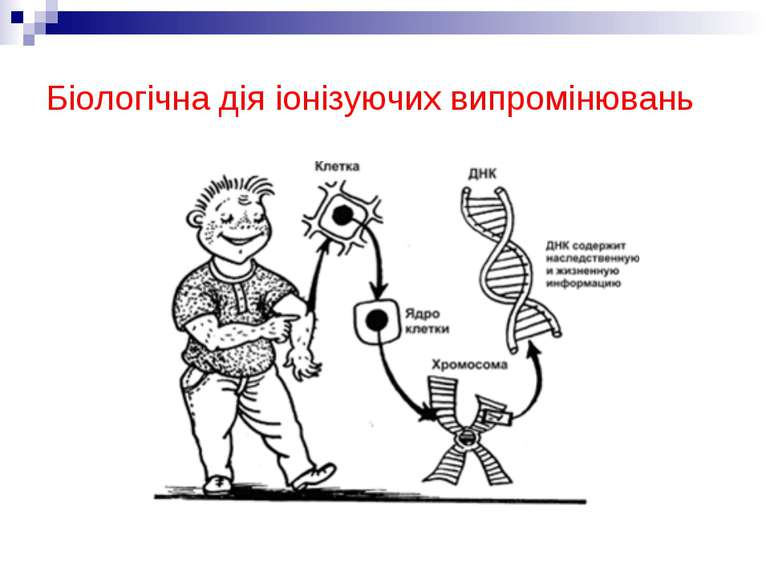 Біологічна дія іонізуючих випромінювань
Клетка
ДНК
ДНК содержит
наследственную
и жизненную
информацию
Ядро
клетки
Хромосома